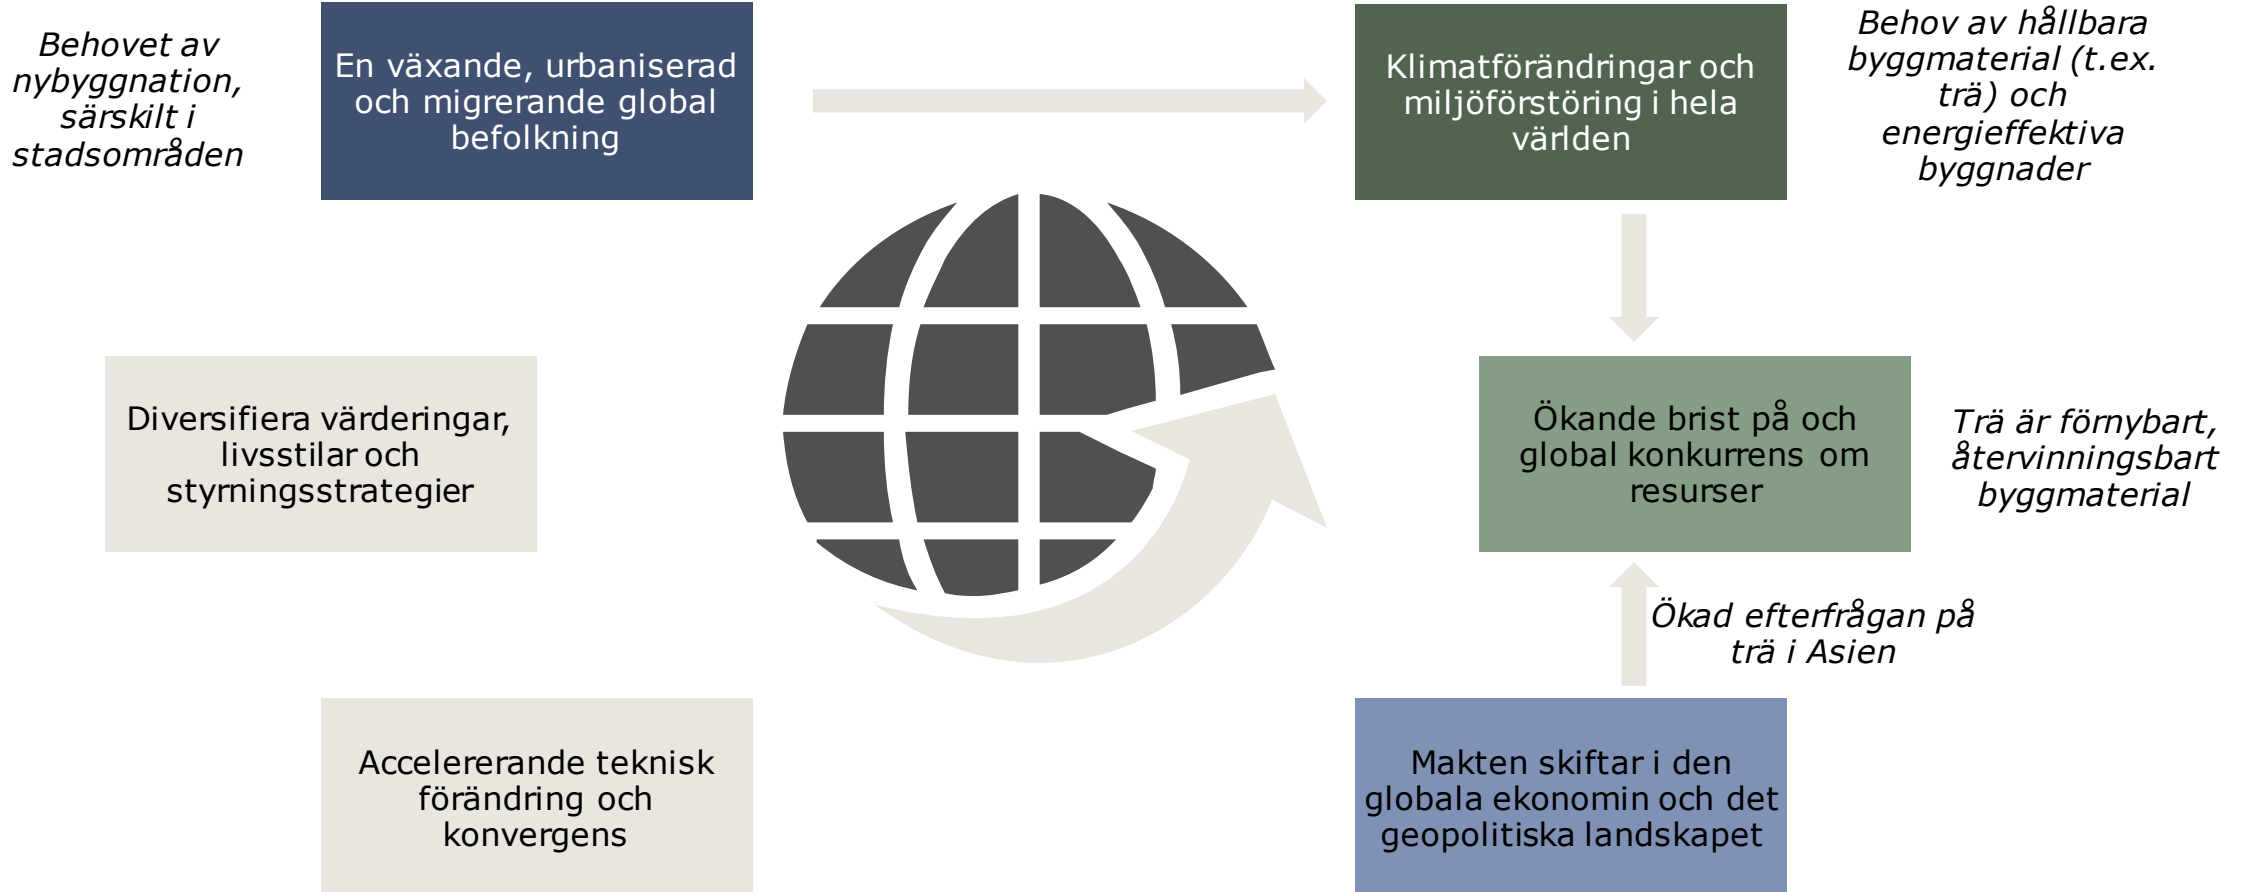 Behovet av
nybyggnation,
särskilt i
stadsområden
En växande, urbaniserad
och migrerande global
befolkning
Klimatförändringar och
miljöförstöring i hela
världen
Behov av hållbara
byggmaterial (t.ex.
trä) och
energieffektiva
byggnader
Diversifiera värderingar,
livsstilar och
styrningsstrategier
Ökande brist på och
global konkurrens om
resurser
Trä är förnybart,
återvinningsbart
byggmaterial
Ökad efterfrågan på
trä i Asien
Accelererande teknisk
förändring och
konvergens
Makten skiftar i den
globala ekonomin och det
geopolitiska landskapet